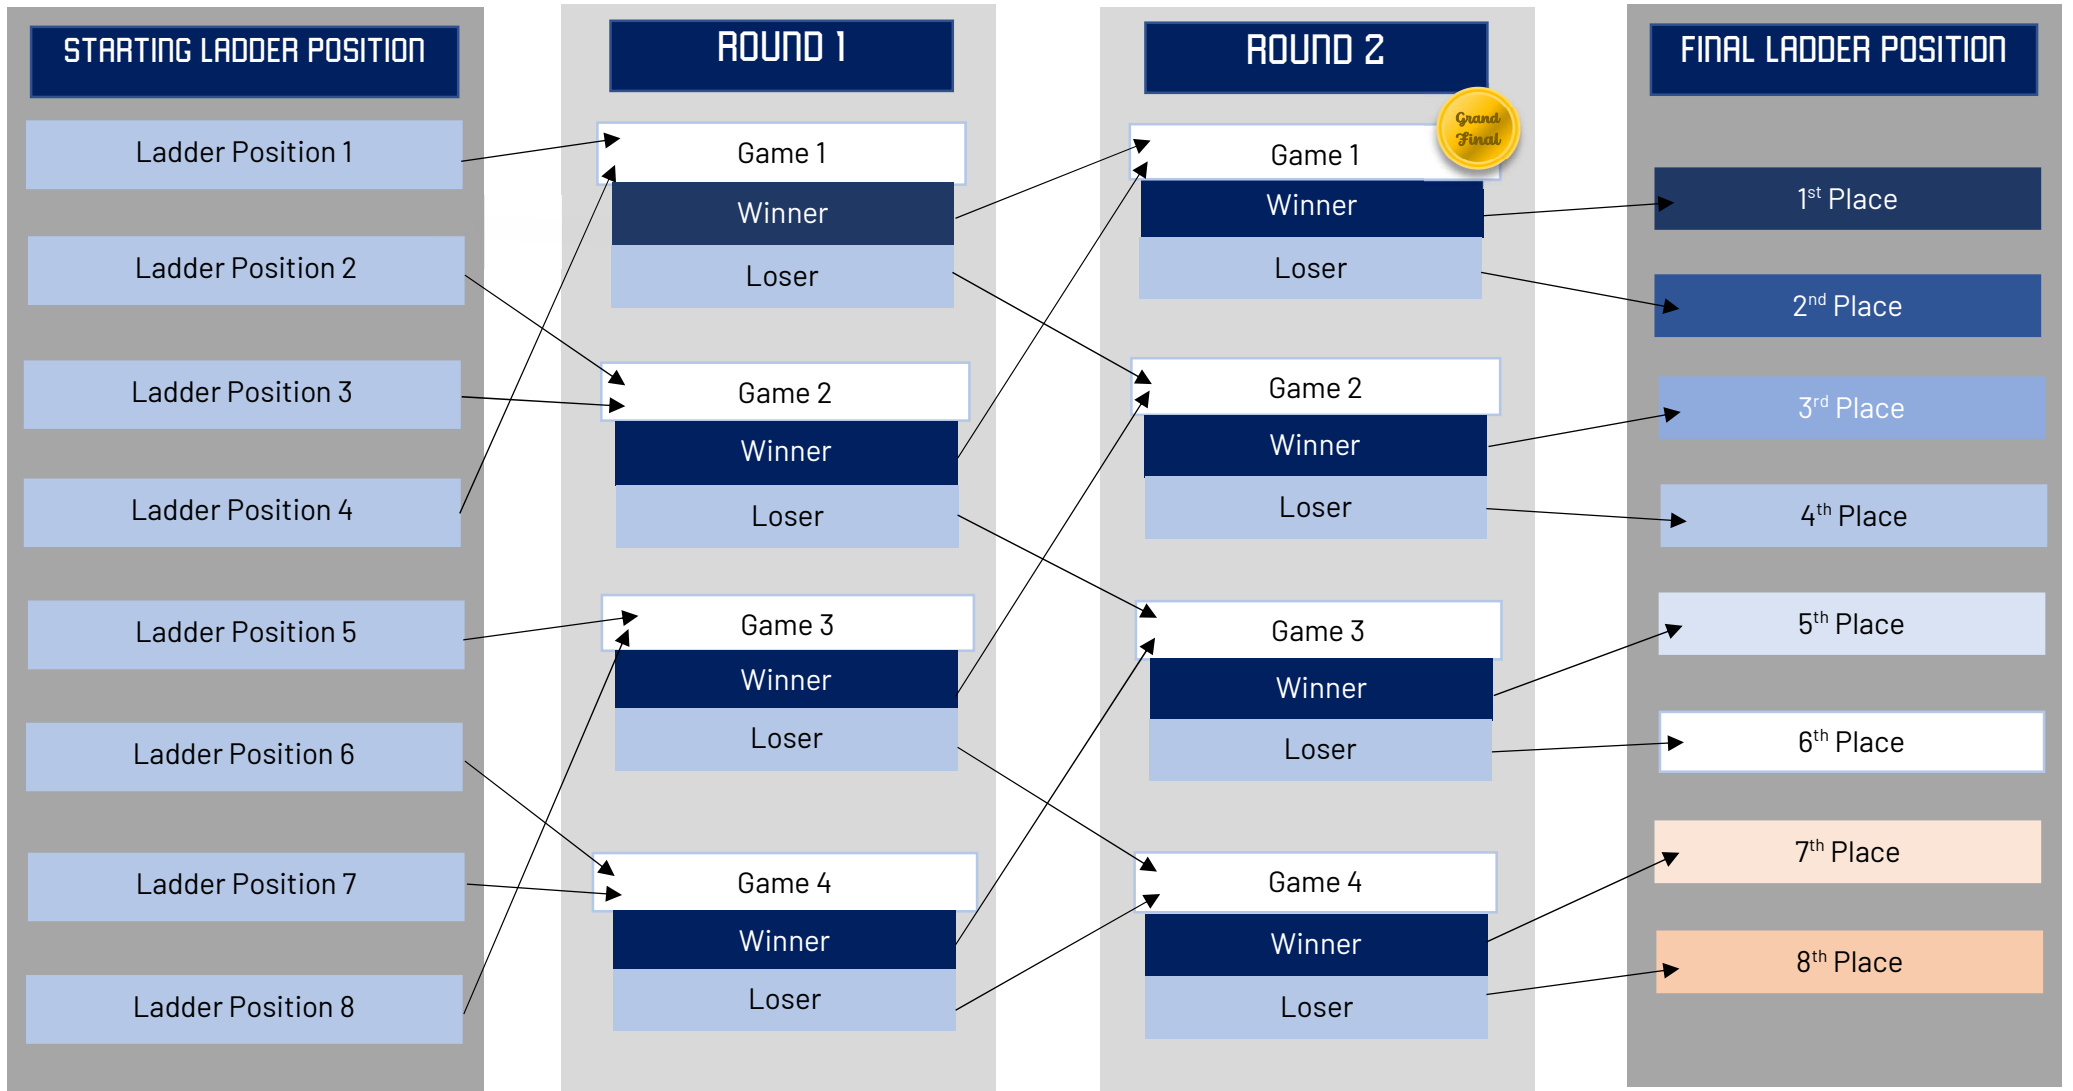 STARTING LADDER POSITION
Ladder Position 1
Ladder Position 2
Ladder Position 3
Ladder Position 4
Ladder Position 5
Ladder Position 6
Ladder Position 7
Ladder Position 8
ROUND 1
Game 1
Winner
Loser
Game 2
Winner
Loser
Game 3
Winner
Loser
Game 4
Winner
Loser
ROUND 2
Grand
Final
Game 1
Winner
Loser
Game 2
Winner
Loser
Game 3
Winner
Loser
Game 4
Winner
Loser
FINAL LADDER POSITION
1st Place
2nd Place
3rd Place
4th Place
5th Place
6th Place
7th Place
8th Place